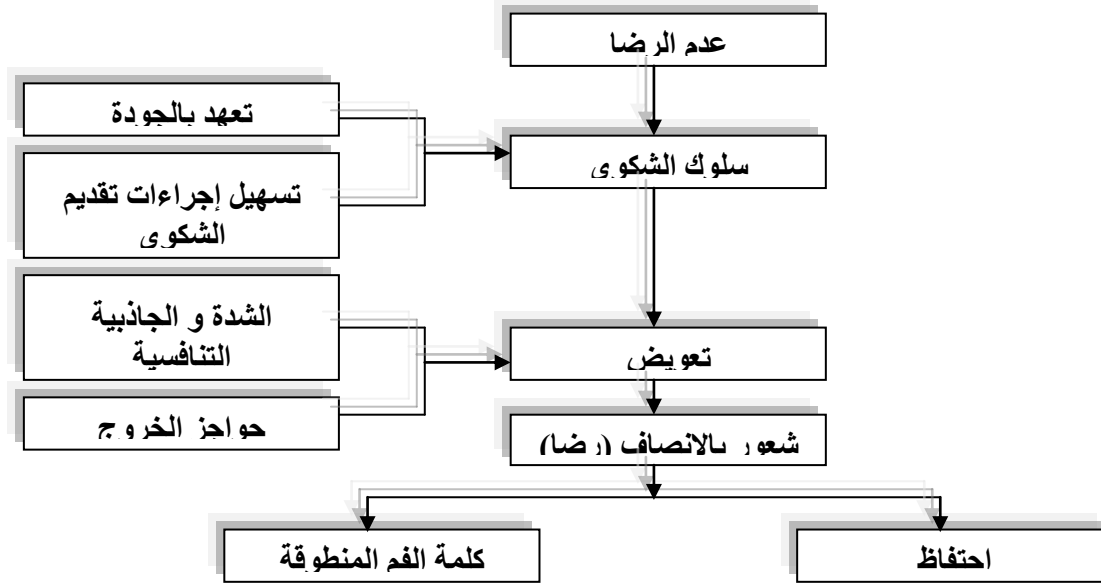 عدم الرضا
تعهد بالجودة
سلوك الشكوى
تسهيل إجراءات تقديم
الشكوى
الشدة و الجاذبية
التنافسية
تعويض
حواجز الخروج
شعور بالانصاف (رضا)
كلمة الفم المنطوقة
احتفاظ